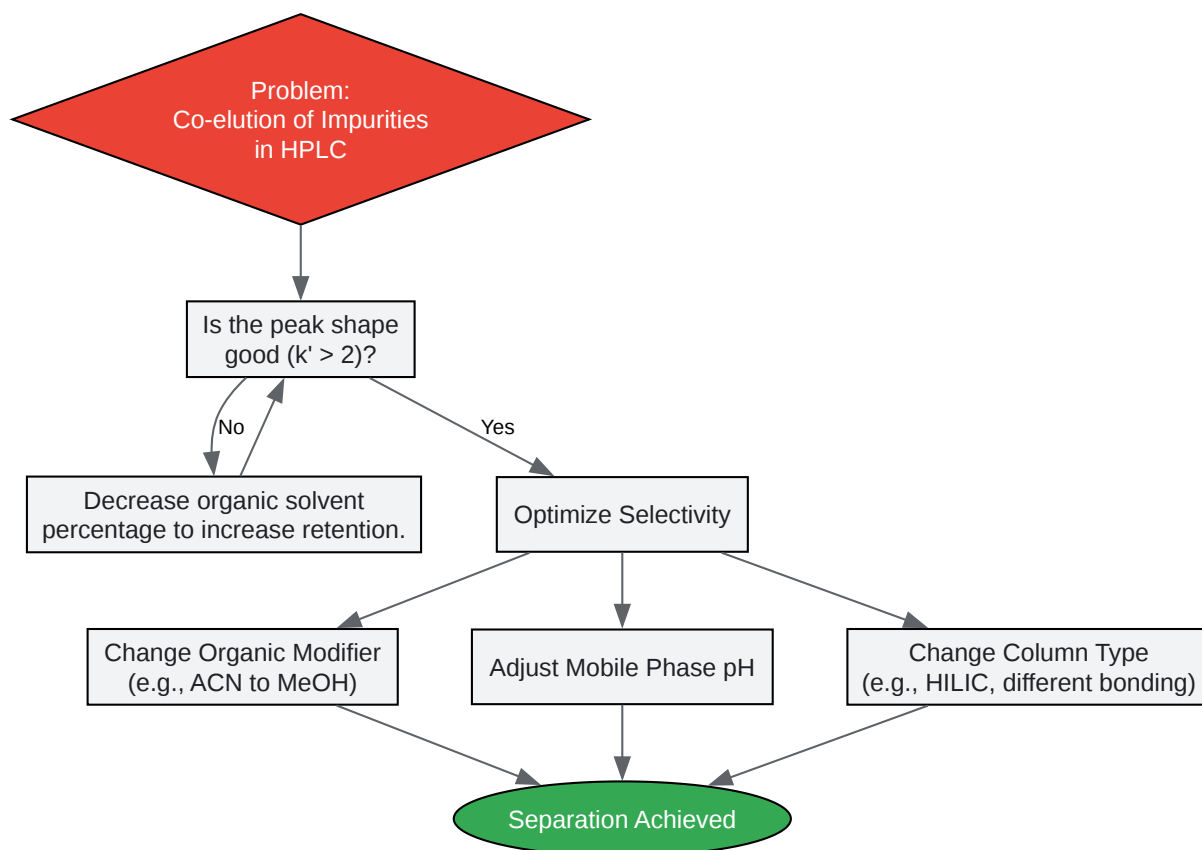 Problem:
Co-elution of Impurities
in HPLC
Is the peak shape
good (k' > 2)?
No
Yes
Decrease organic solvent
percentage to increase retention.
Optimize Selectivity
Change Organic Modifier
(e.g., ACN to MeOH)
Adjust Mobile Phase pH
Change Column Type
(e.g., HILIC, different bonding)
Separation Achieved